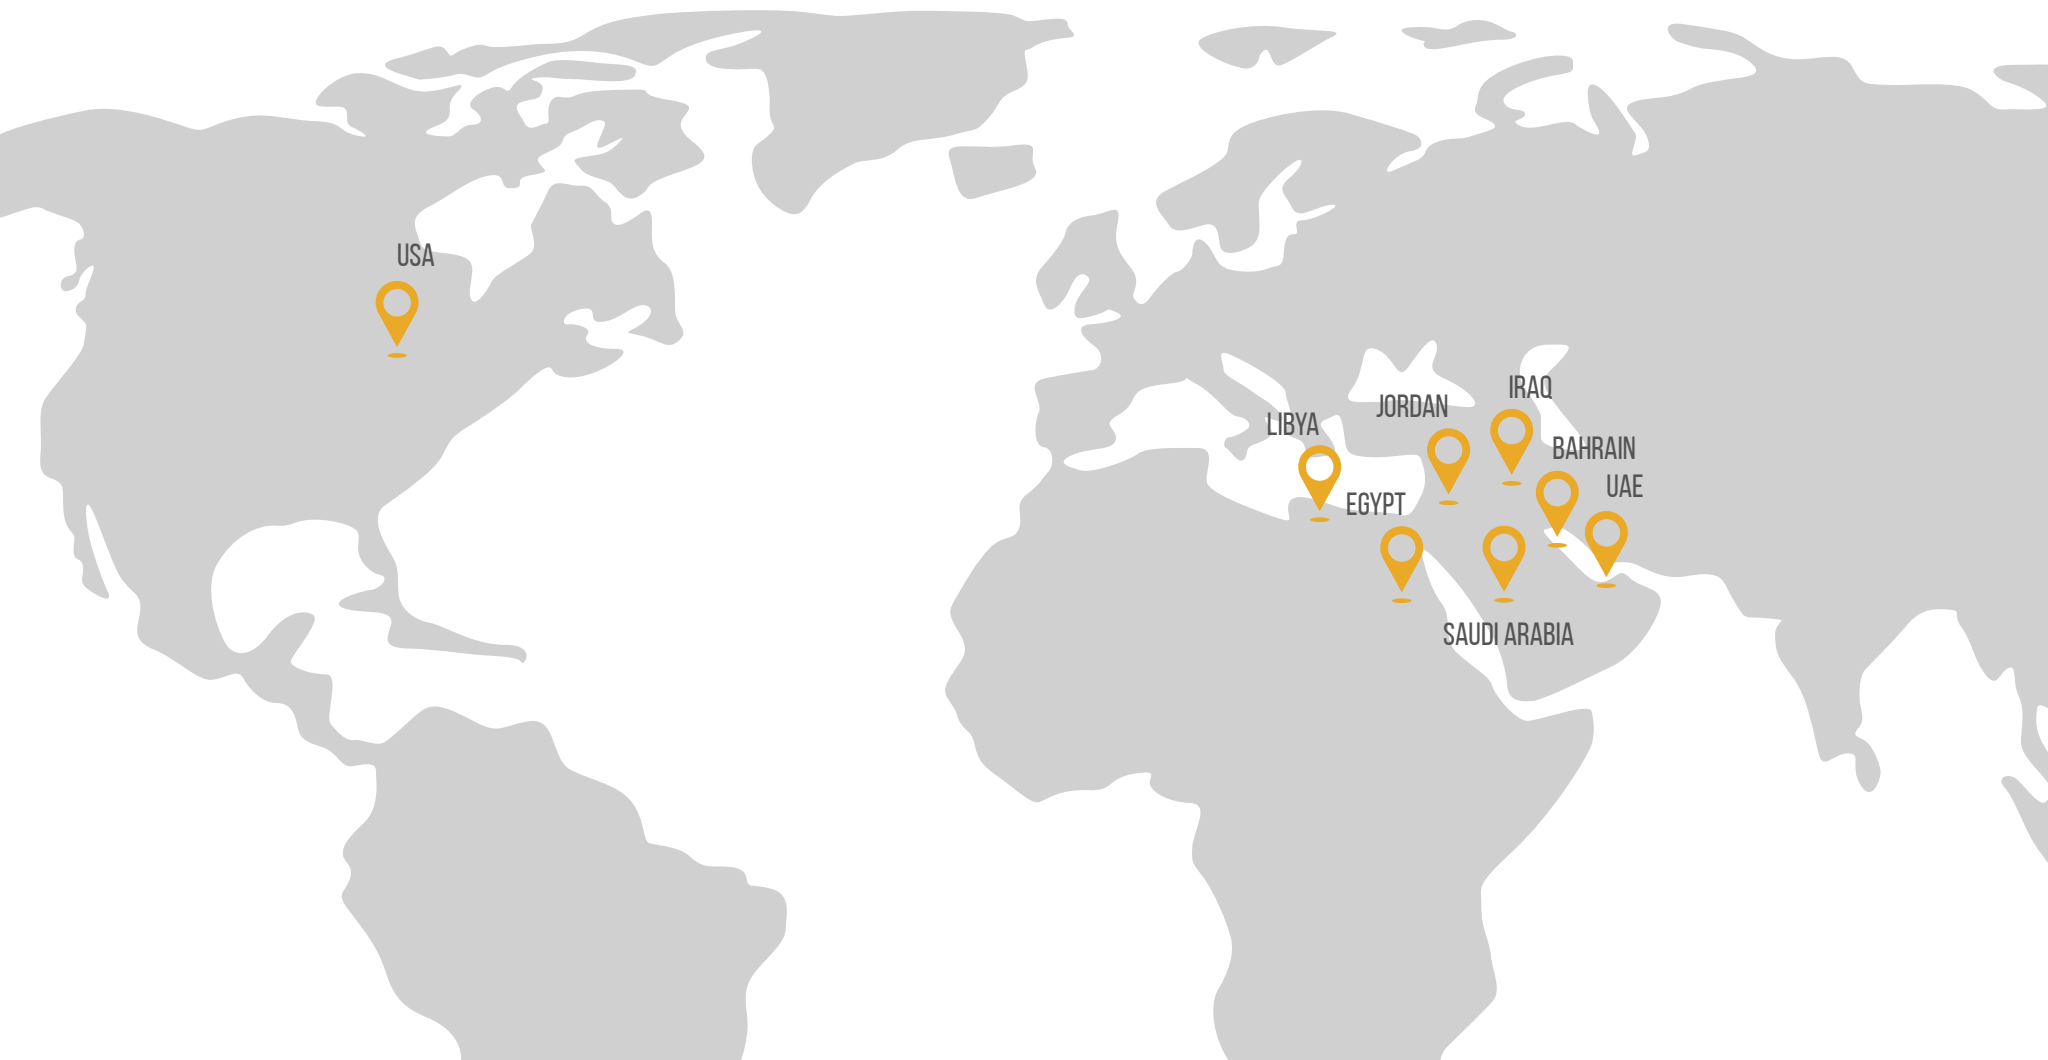 USA
IRAQ
JORDAN
LIBYA
BAHRAIN
UAE
EGYPT
SAUDI ARABIA